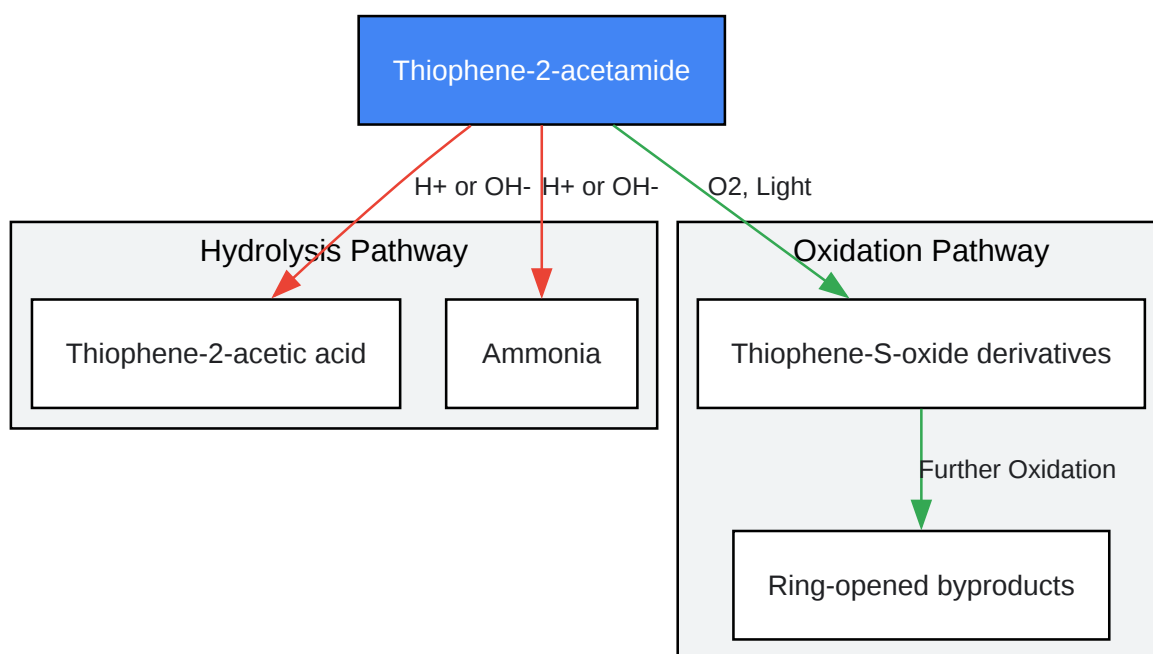 Thiophene-2-acetamide
H+ or OH-
H+ or OH-
O2, Light
Hydrolysis Pathway
Oxidation Pathway
Thiophene-2-acetic acid
Ammonia
Thiophene-S-oxide derivatives
Further Oxidation
Ring-opened byproducts